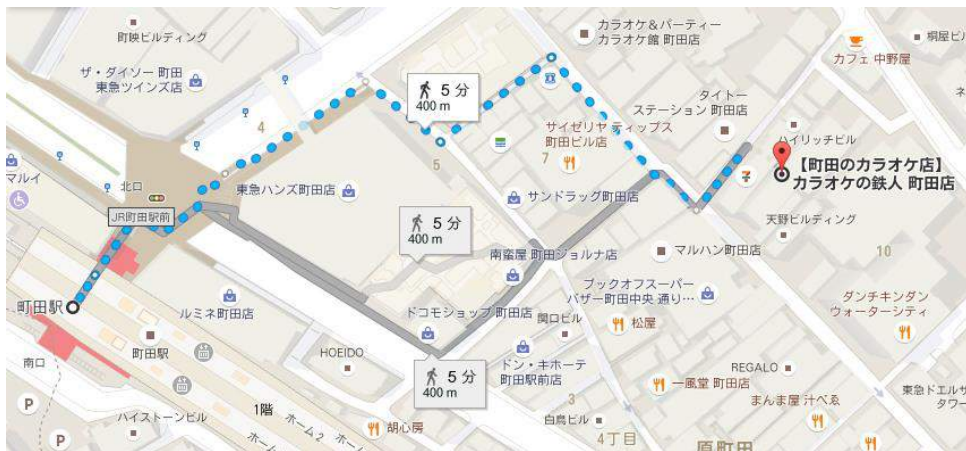 町映ビルディング
カラオケ&パーティー
カラオケ館 町田店
桐屋ビル
カフェ 中野屋
ザ・ダイソー 町田
東急ツインズ店
5 分
400 m
タイトー
ステーション 町田店
4
5
サイゼリヤ ティップス
町田ビル店
7
ハイリッチビル
マルイ
北口
東急ハンズ町田店
サンドラッグ町田店
【町田のカラオケ店】
カラオケの鉄人 町田店
JR町田駅前
5 分
400 m
天野ビルディング
南蛮屋 町田ジョルナ店
マルハン町田店
10
ブックオフスーパー
バザー町田中央 通り…
町田駅
ルミネ町田店
ドコモショップ 町田店
関口ビル
松屋
ダンチキンダン
ウォーターシティ
町田駅
南口
HOEIDO
5 分
400 m
ドン・キホーテ
町田駅前店
REGALO
一風堂 町田店
東急ドエルサ
タワー
P
P
ハイストーンビル
1階
ホーム 2
ホーム
胡心房
3
白鳥ビル
4丁目
原町田
まんま屋 汁べゑ